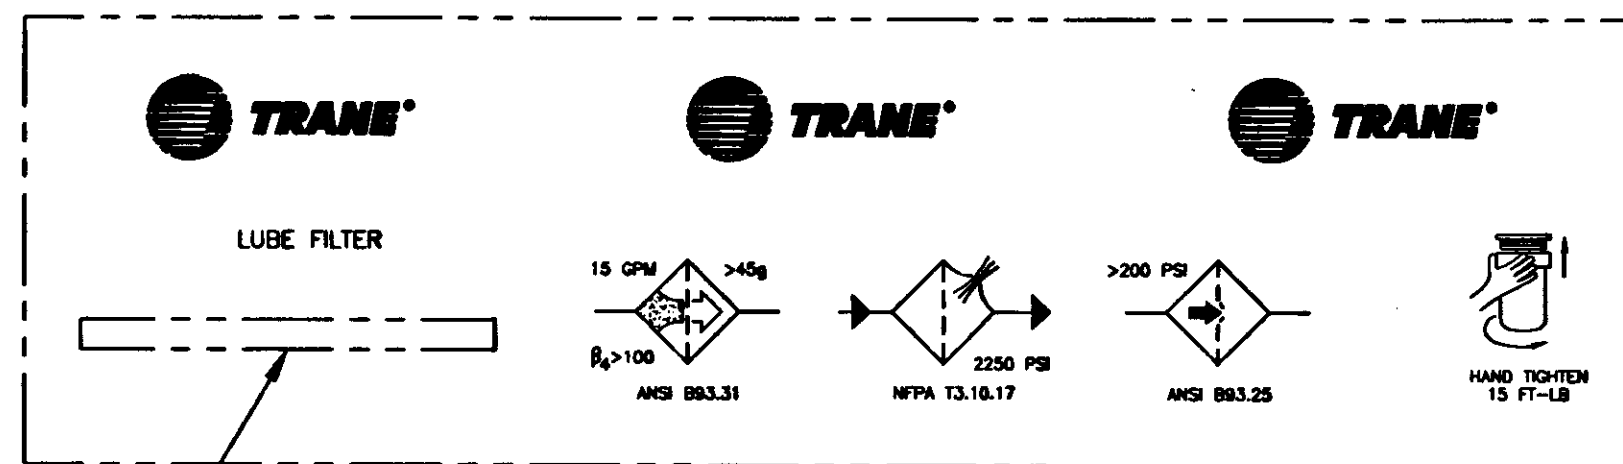 TRANE®
TRANE®
TRANE®
LUBE FILTER
15 GPM
>45g
β4>100
ANSI B93.31
2250 PSI
NFPA T3.10.17
>200 PSI
ANSI B93.25
HAND TIGHTEN
15 FT-LB